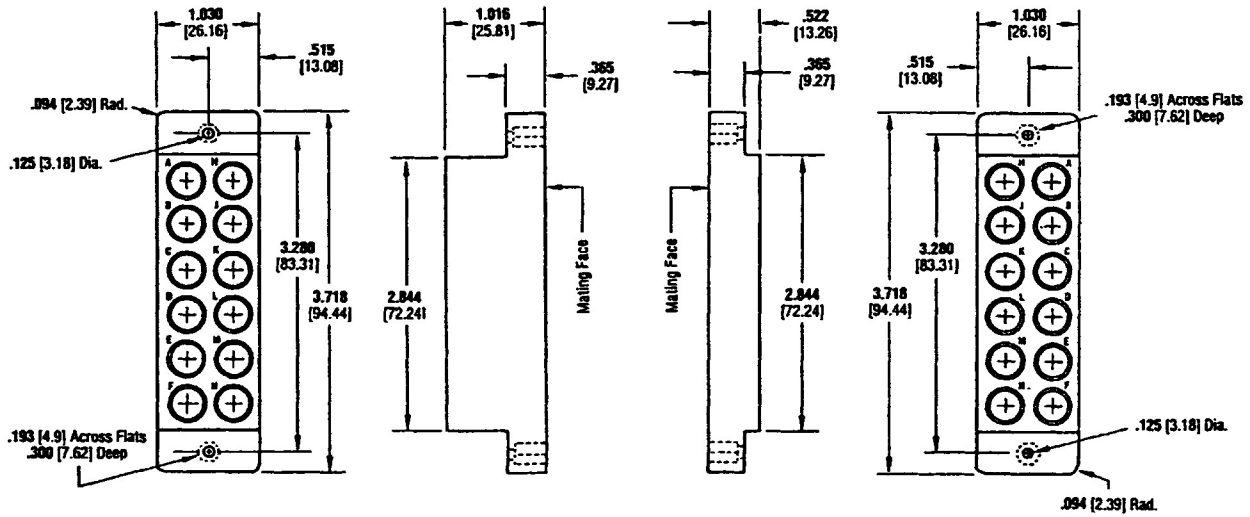 1.030
[26.16]
.515
[13.08]
.094 [2.39] Rad.
.125 [3.18] Dia.
A H
B J
C K
D L
E M
F N
3.280
[83.31]
3.718
[94.44]
.193 [4.9] Across Flats
.300 [7.62] Deep
1.016
[25.81]
.365
[9.27]
2.844
[72.24]
Mating Face
.522
[13.26]
.365
[9.27]
Mating Face
2.844
[72.24]
1.030
[26.16]
.515
[13.08]
.193 [4.9] Across Flats
.300 [7.62] Deep
H A
J B
K C
L D
M E
N F
3.280
[83.31]
3.718
[94.44]
.125 [3.18] Dia.
.094 [2.39] Rad.